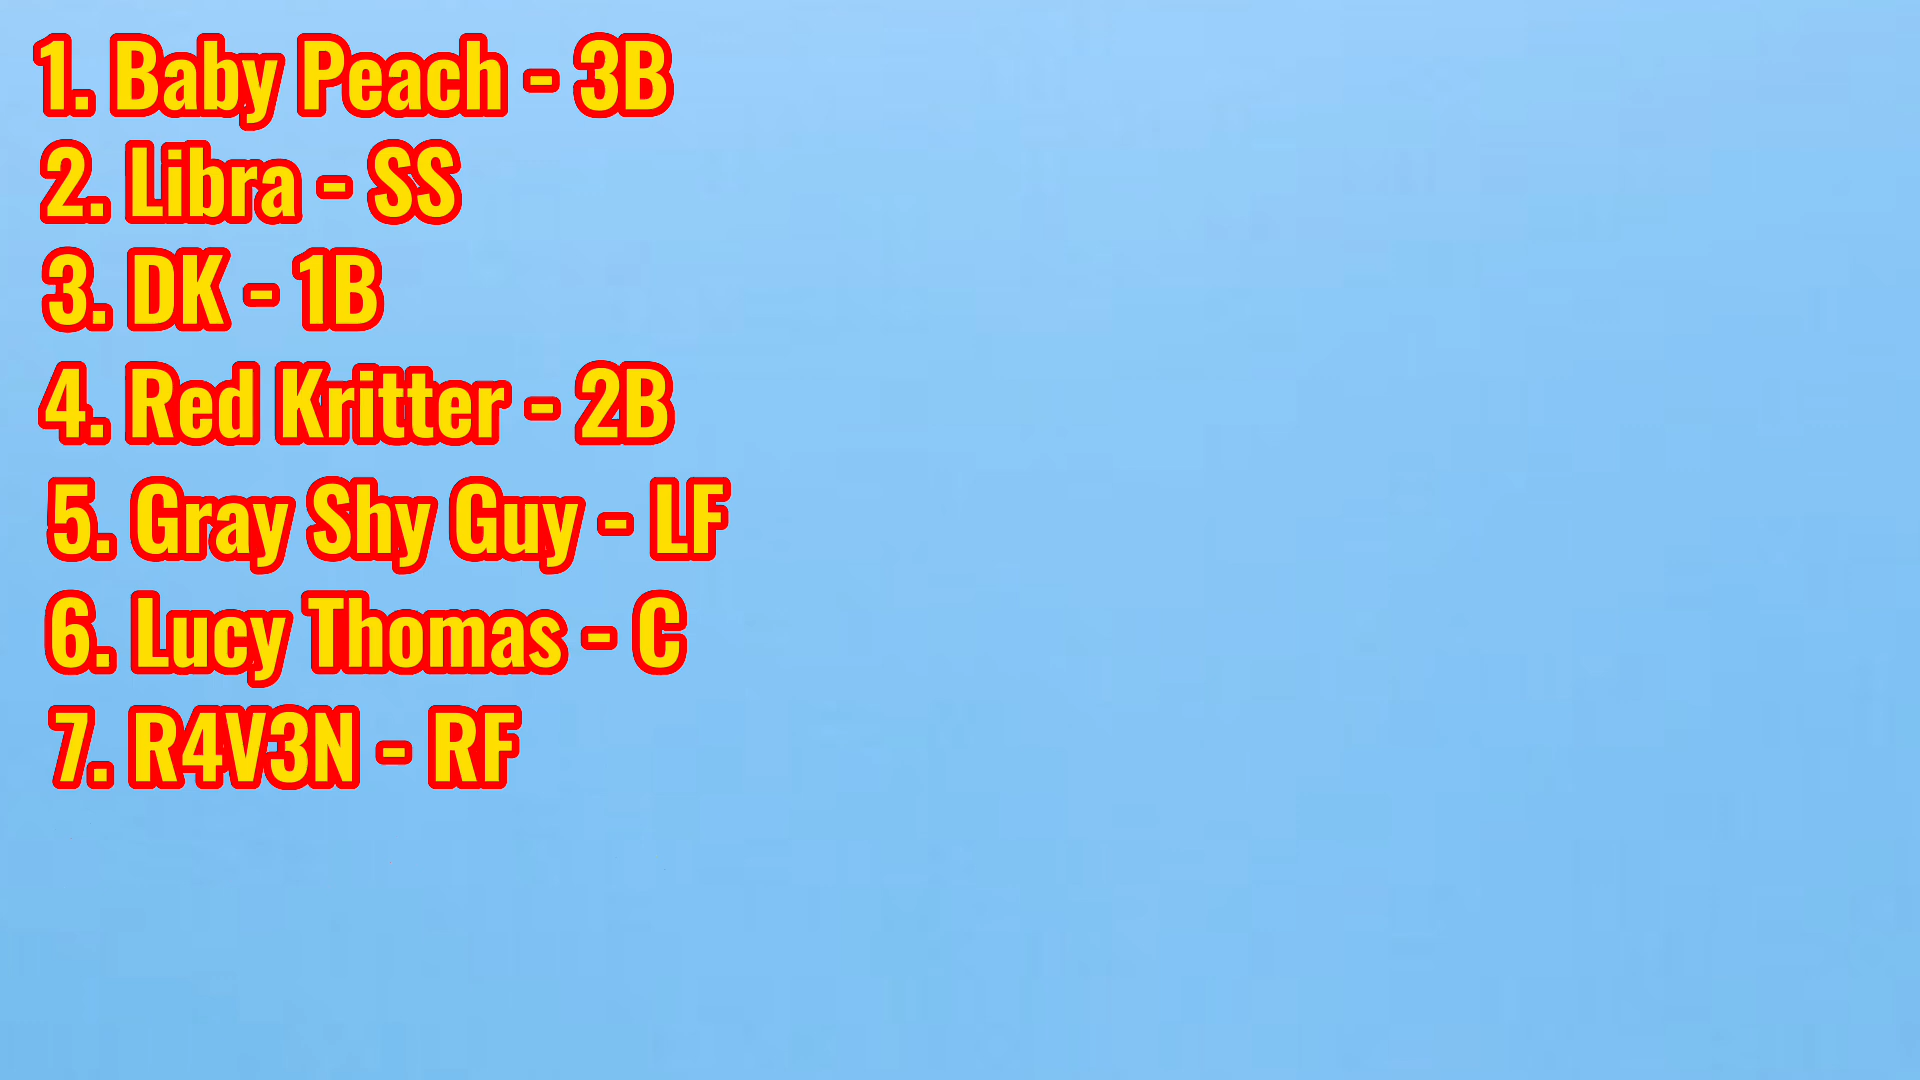 1. Baby Peach - 3B
2. Libra - SS
3. DK - 1B
4. Red Kritter - 2B
5. Gray Shy Guy - LF
6. Lucy Thomas - C
7. R4V3N - RF